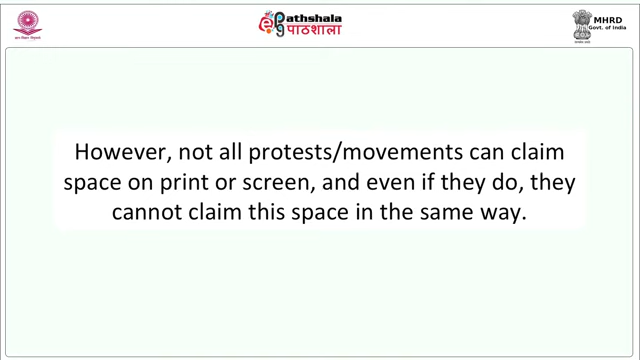 ePathshala
पाठशाला
MHRD
Govt. of India
However, not all protests/movements can claim
space on print or screen, and even if they do, they
cannot claim this space in the same way.